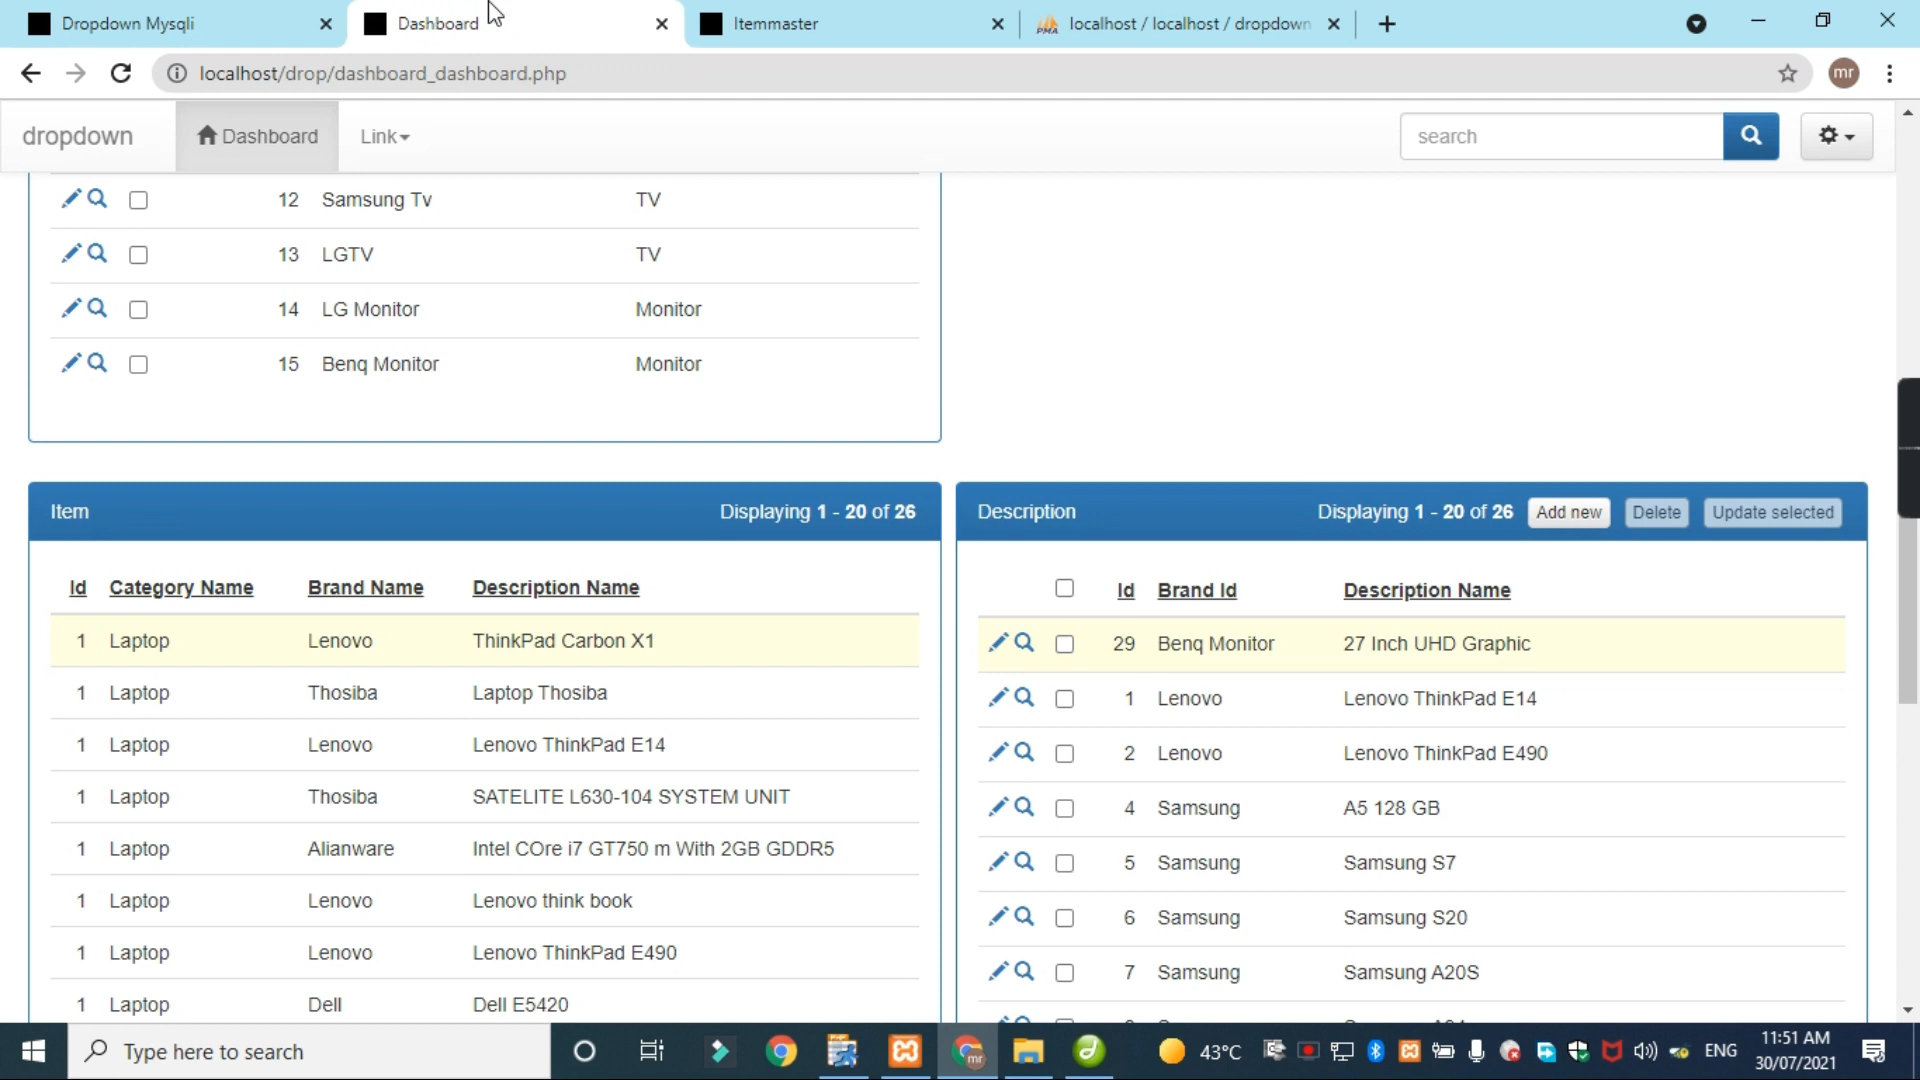 Dropdown Mysqli
Dashboard
Itemmaster
localhost / localhost / dropdown
localhost/drop/dashboard_dashboard.php
mr
dropdown
Dashboard
Link
search
12 Samsung Tv TV
13 LGTV TV
14 LG Monitor Monitor
15 Benq Monitor Monitor
Item
Displaying 1 - 20 of 26
Id Category Name Brand Name Description Name
1 Laptop Lenovo ThinkPad Carbon X1
1 Laptop Thosiba Laptop Thosiba
1 Laptop Lenovo Lenovo ThinkPad E14
1 Laptop Thosiba SATELITE L630-104 SYSTEM UNIT
1 Laptop Alianware Intel COre i7 GT750 m With 2GB GDDR5
1 Laptop Lenovo Lenovo think book
1 Laptop Lenovo Lenovo ThinkPad E490
1 Laptop Dell Dell E5420
Description
Displaying 1 - 20 of 26
Add new
Delete
Update selected
Id Brand Id Description Name
29 Benq Monitor 27 Inch UHD Graphic
1 Lenovo Lenovo ThinkPad E14
2 Lenovo Lenovo ThinkPad E490
4 Samsung A5 128 GB
5 Samsung Samsung S7
6 Samsung Samsung S20
7 Samsung Samsung A20S
Type here to search
mr
43°C
ENG
11:51 AM
30/07/2021